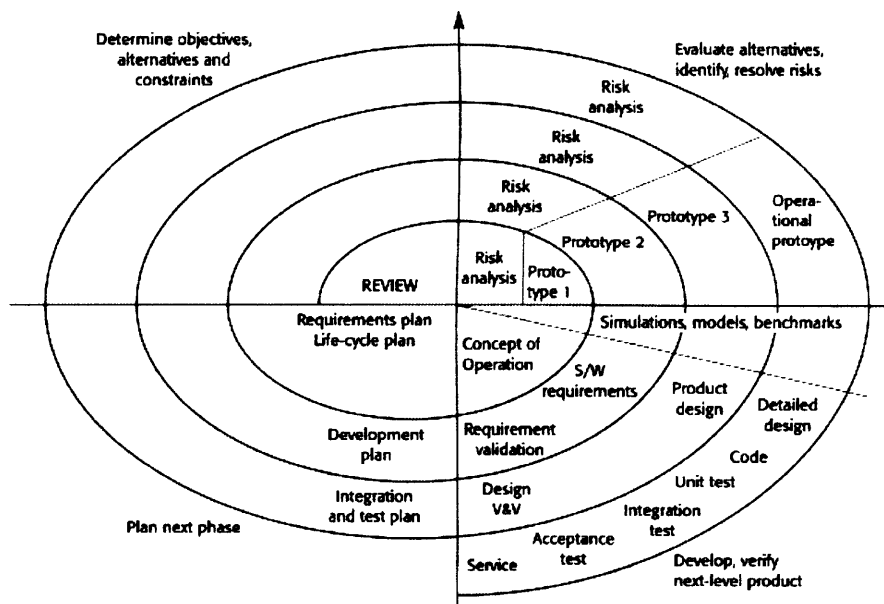 Determine objectives,
alternatives and
constraints
Evaluate alternatives,
identify, resolve risks
Risk
analysis
Risk
analysis
Risk
analysis
Risk
analysis
Proto-
type 1
Prototype 2
Prototype 3
Opera-
tional
protoype
REVIEW
Requirements plan
Life-cycle plan
Simulations, models, benchmarks
Concept of
Operation
S/W
requirements
Product
design
Detailed
design
Development
plan
Requirement
validation
Code
Unit test
Integration
and test plan
Design
V&V
Integration
test
Acceptance
test
Service
Plan next phase
Develop, verify
next-level product